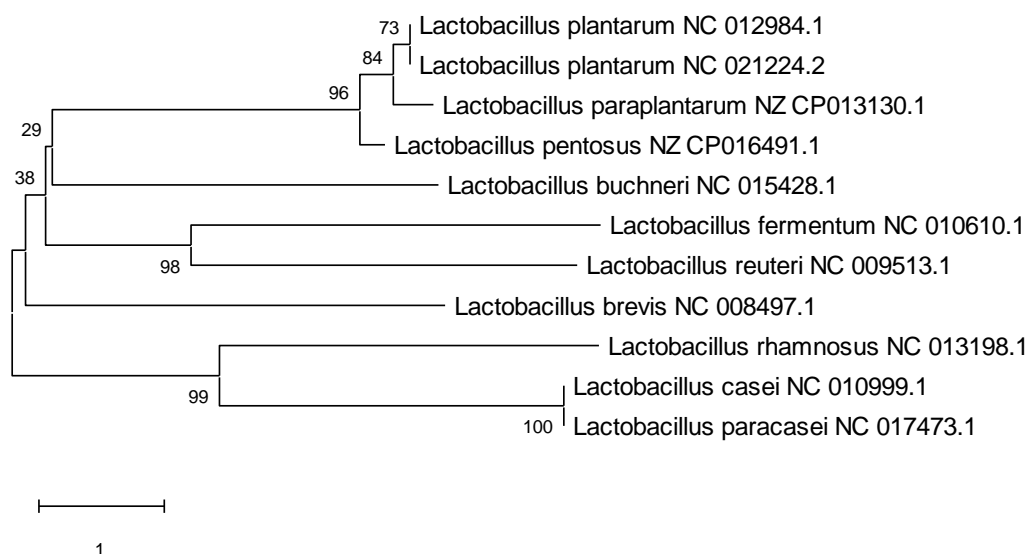 73
Lactobacillus plantarum NC 012984.1
84
Lactobacillus plantarum NC 021224.2
96
Lactobacillus paraplantarum NZ CP013130.1
29
Lactobacillus pentosus NZ CP016491.1
38
Lactobacillus buchneri NC 015428.1
Lactobacillus fermentum NC 010610.1
98
Lactobacillus reuteri NC 009513.1
Lactobacillus brevis NC 008497.1
Lactobacillus rhamnosus NC 013198.1
99
Lactobacillus casei NC 010999.1
100
Lactobacillus paracasei NC 017473.1
1